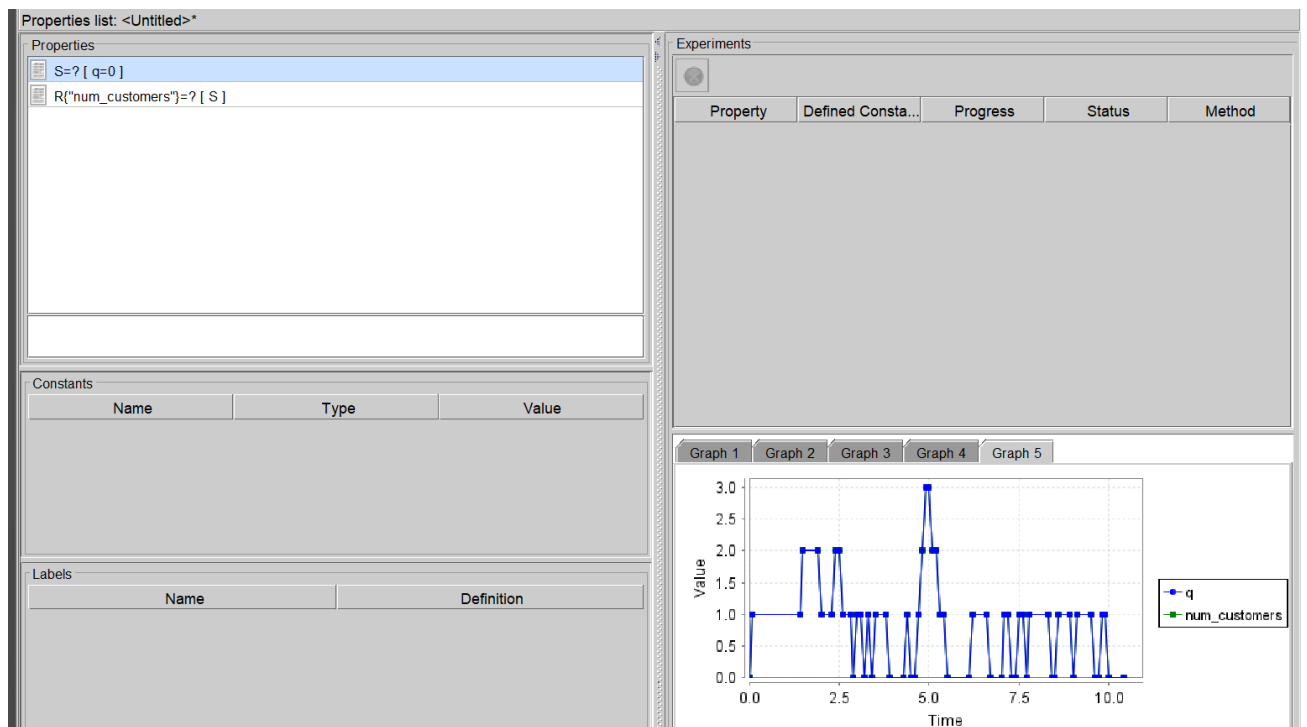 Properties list: <Untitled>*
Properties
S=? [ q=0 ]
R{"num_customers"}=? [ S ]
Constants
Name Type Value
Labels
Name Definition
Experiments
Property Defined Consta... Progress Status Method
Graph 1 Graph 2 Graph 3 Graph 4 Graph 5
3.0
2.5
2.0
1.5
1.0
0.5
0.0
Value
0.0 2.5 5.0 7.5 10.0
Time
q
num_customers